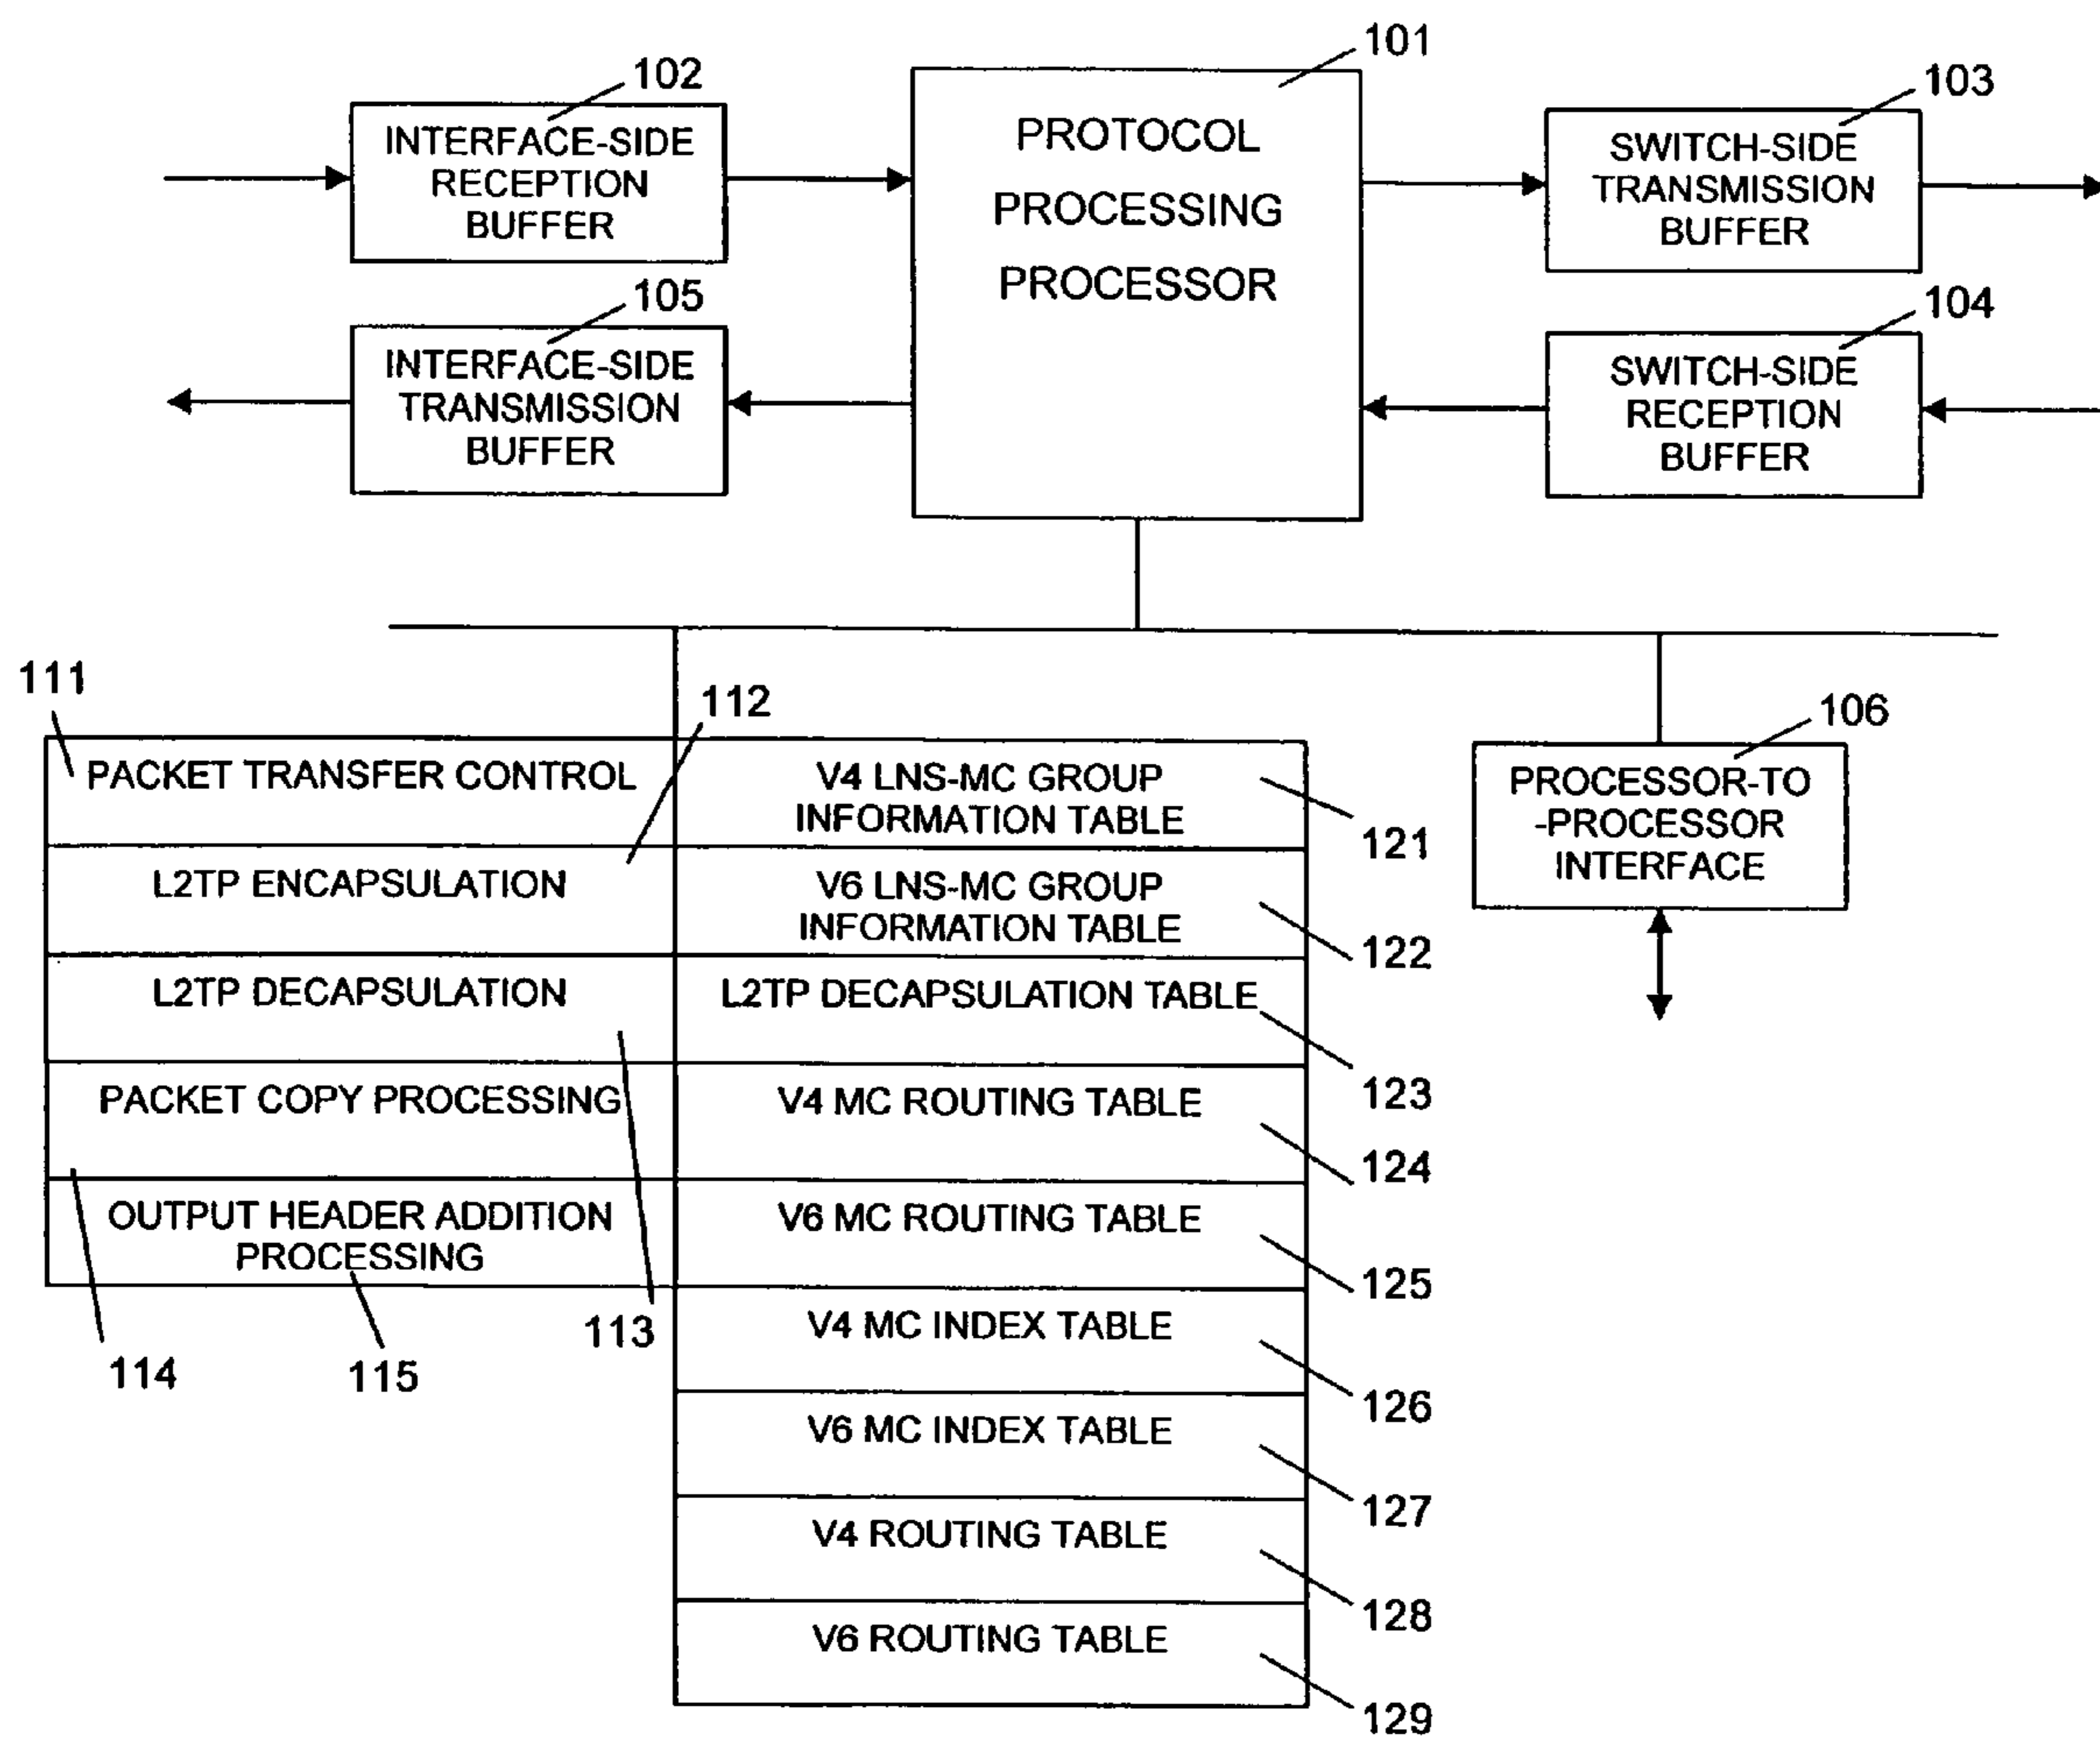 101
102
INTERFACE-SIDE
RECEPTION
BUFFER
PROTOCOL
PROCESSING
PROCESSOR
103
SWITCH-SIDE
TRANSMISSION
BUFFER
105
INTERFACE-SIDE
TRANSMISSION
BUFFER
104
SWITCH-SIDE
RECEPTION
BUFFER
111
112
106
PACKET TRANSFER CONTROL
V4 LNS-MC GROUP
INFORMATION TABLE
121
PROCESSOR-TO
-PROCESSOR
INTERFACE
L2TP ENCAPSULATION
V6 LNS-MC GROUP
INFORMATION TABLE
122
L2TP DECAPSULATION
L2TP DECAPSULATION TABLE
123
PACKET COPY PROCESSING
V4 MC ROUTING TABLE
124
OUTPUT HEADER ADDITION
PROCESSING
V6 MC ROUTING TABLE
125
113
114
115
V4 MC INDEX TABLE
126
V6 MC INDEX TABLE
127
V4 ROUTING TABLE
128
V6 ROUTING TABLE
129